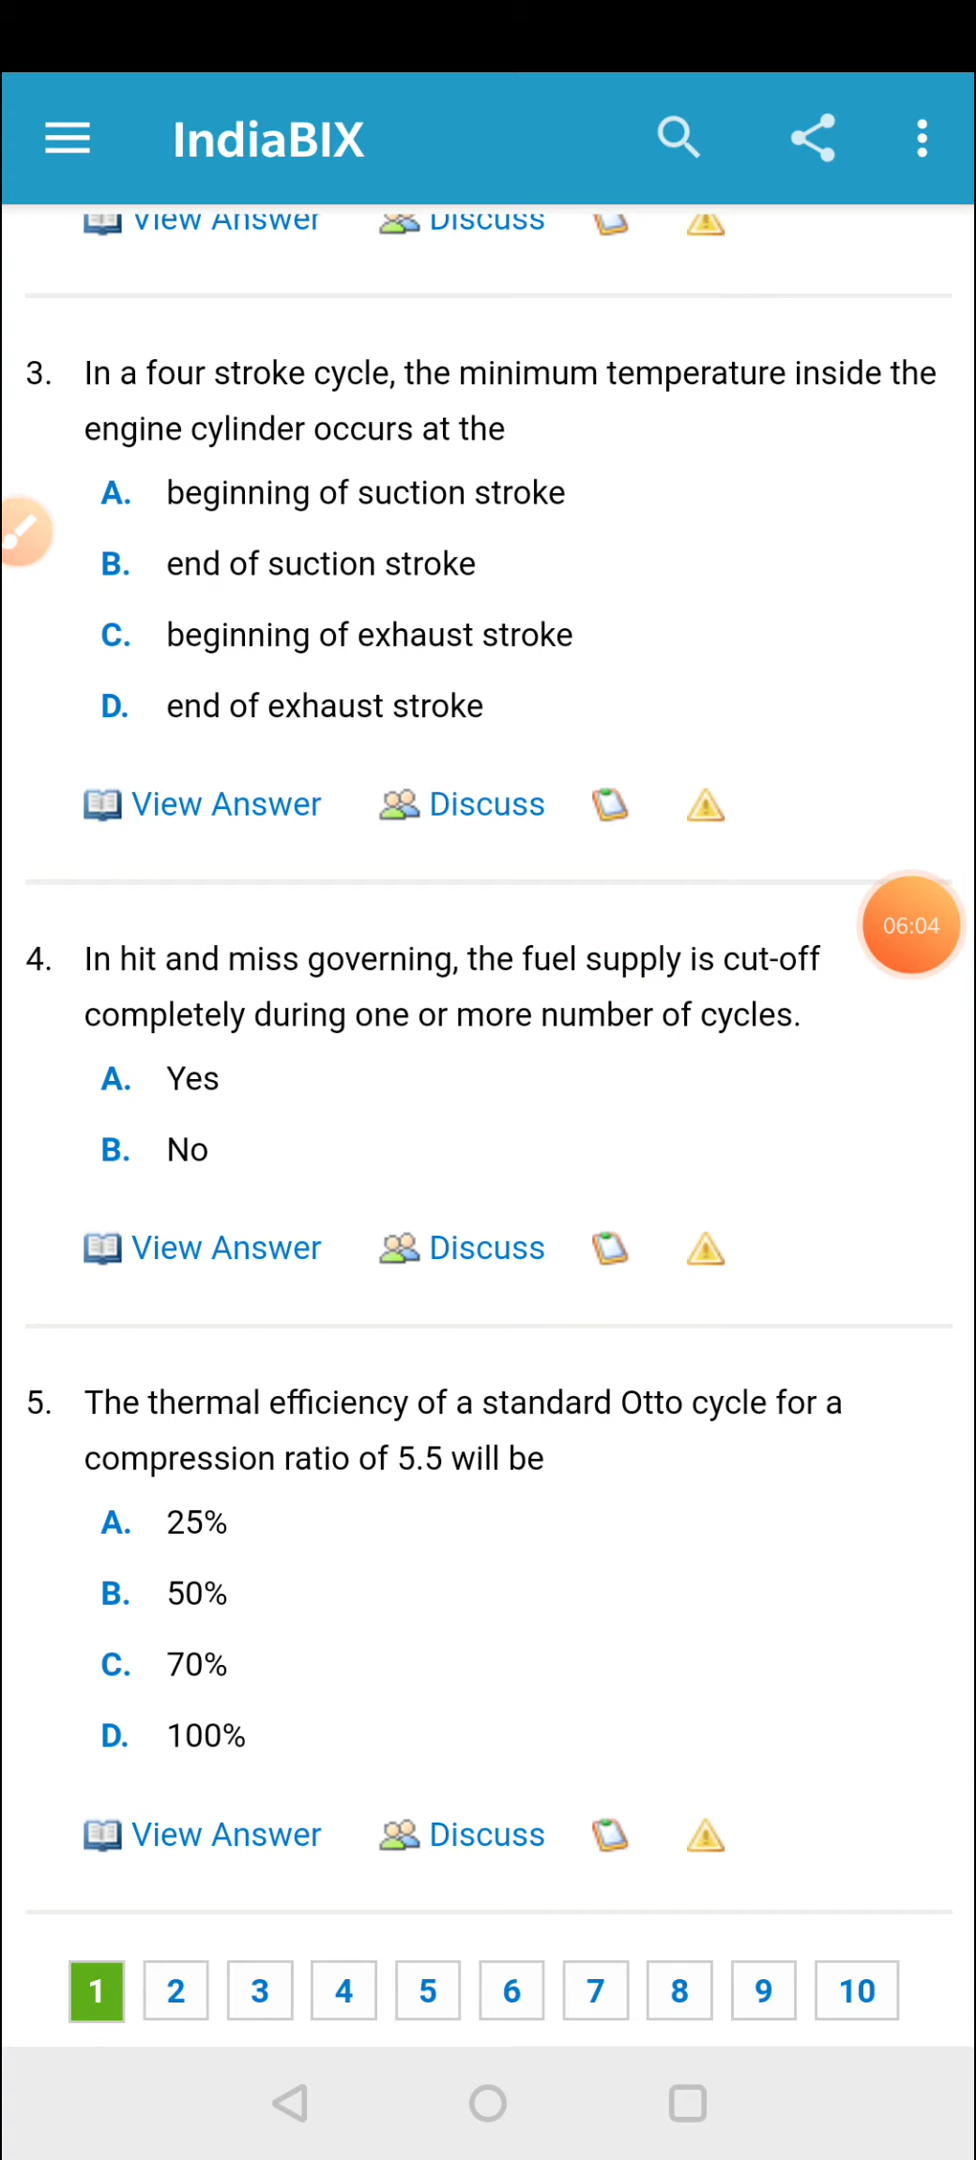 IndiaBIX
View Answer Discuss
3. In a four stroke cycle, the minimum temperature inside the
engine cylinder occurs at the
A. beginning of suction stroke
B. end of suction stroke
C. beginning of exhaust stroke
D. end of exhaust stroke
View Answer Discuss
06:04
4. In hit and miss governing, the fuel supply is cut-off
completely during one or more number of cycles.
A. Yes
B. No
View Answer Discuss
5. The thermal efficiency of a standard Otto cycle for a
compression ratio of 5.5 will be
A. 25%
B. 50%
C. 70%
D. 100%
View Answer Discuss
1 2 3 4 5 6 7 8 9 10